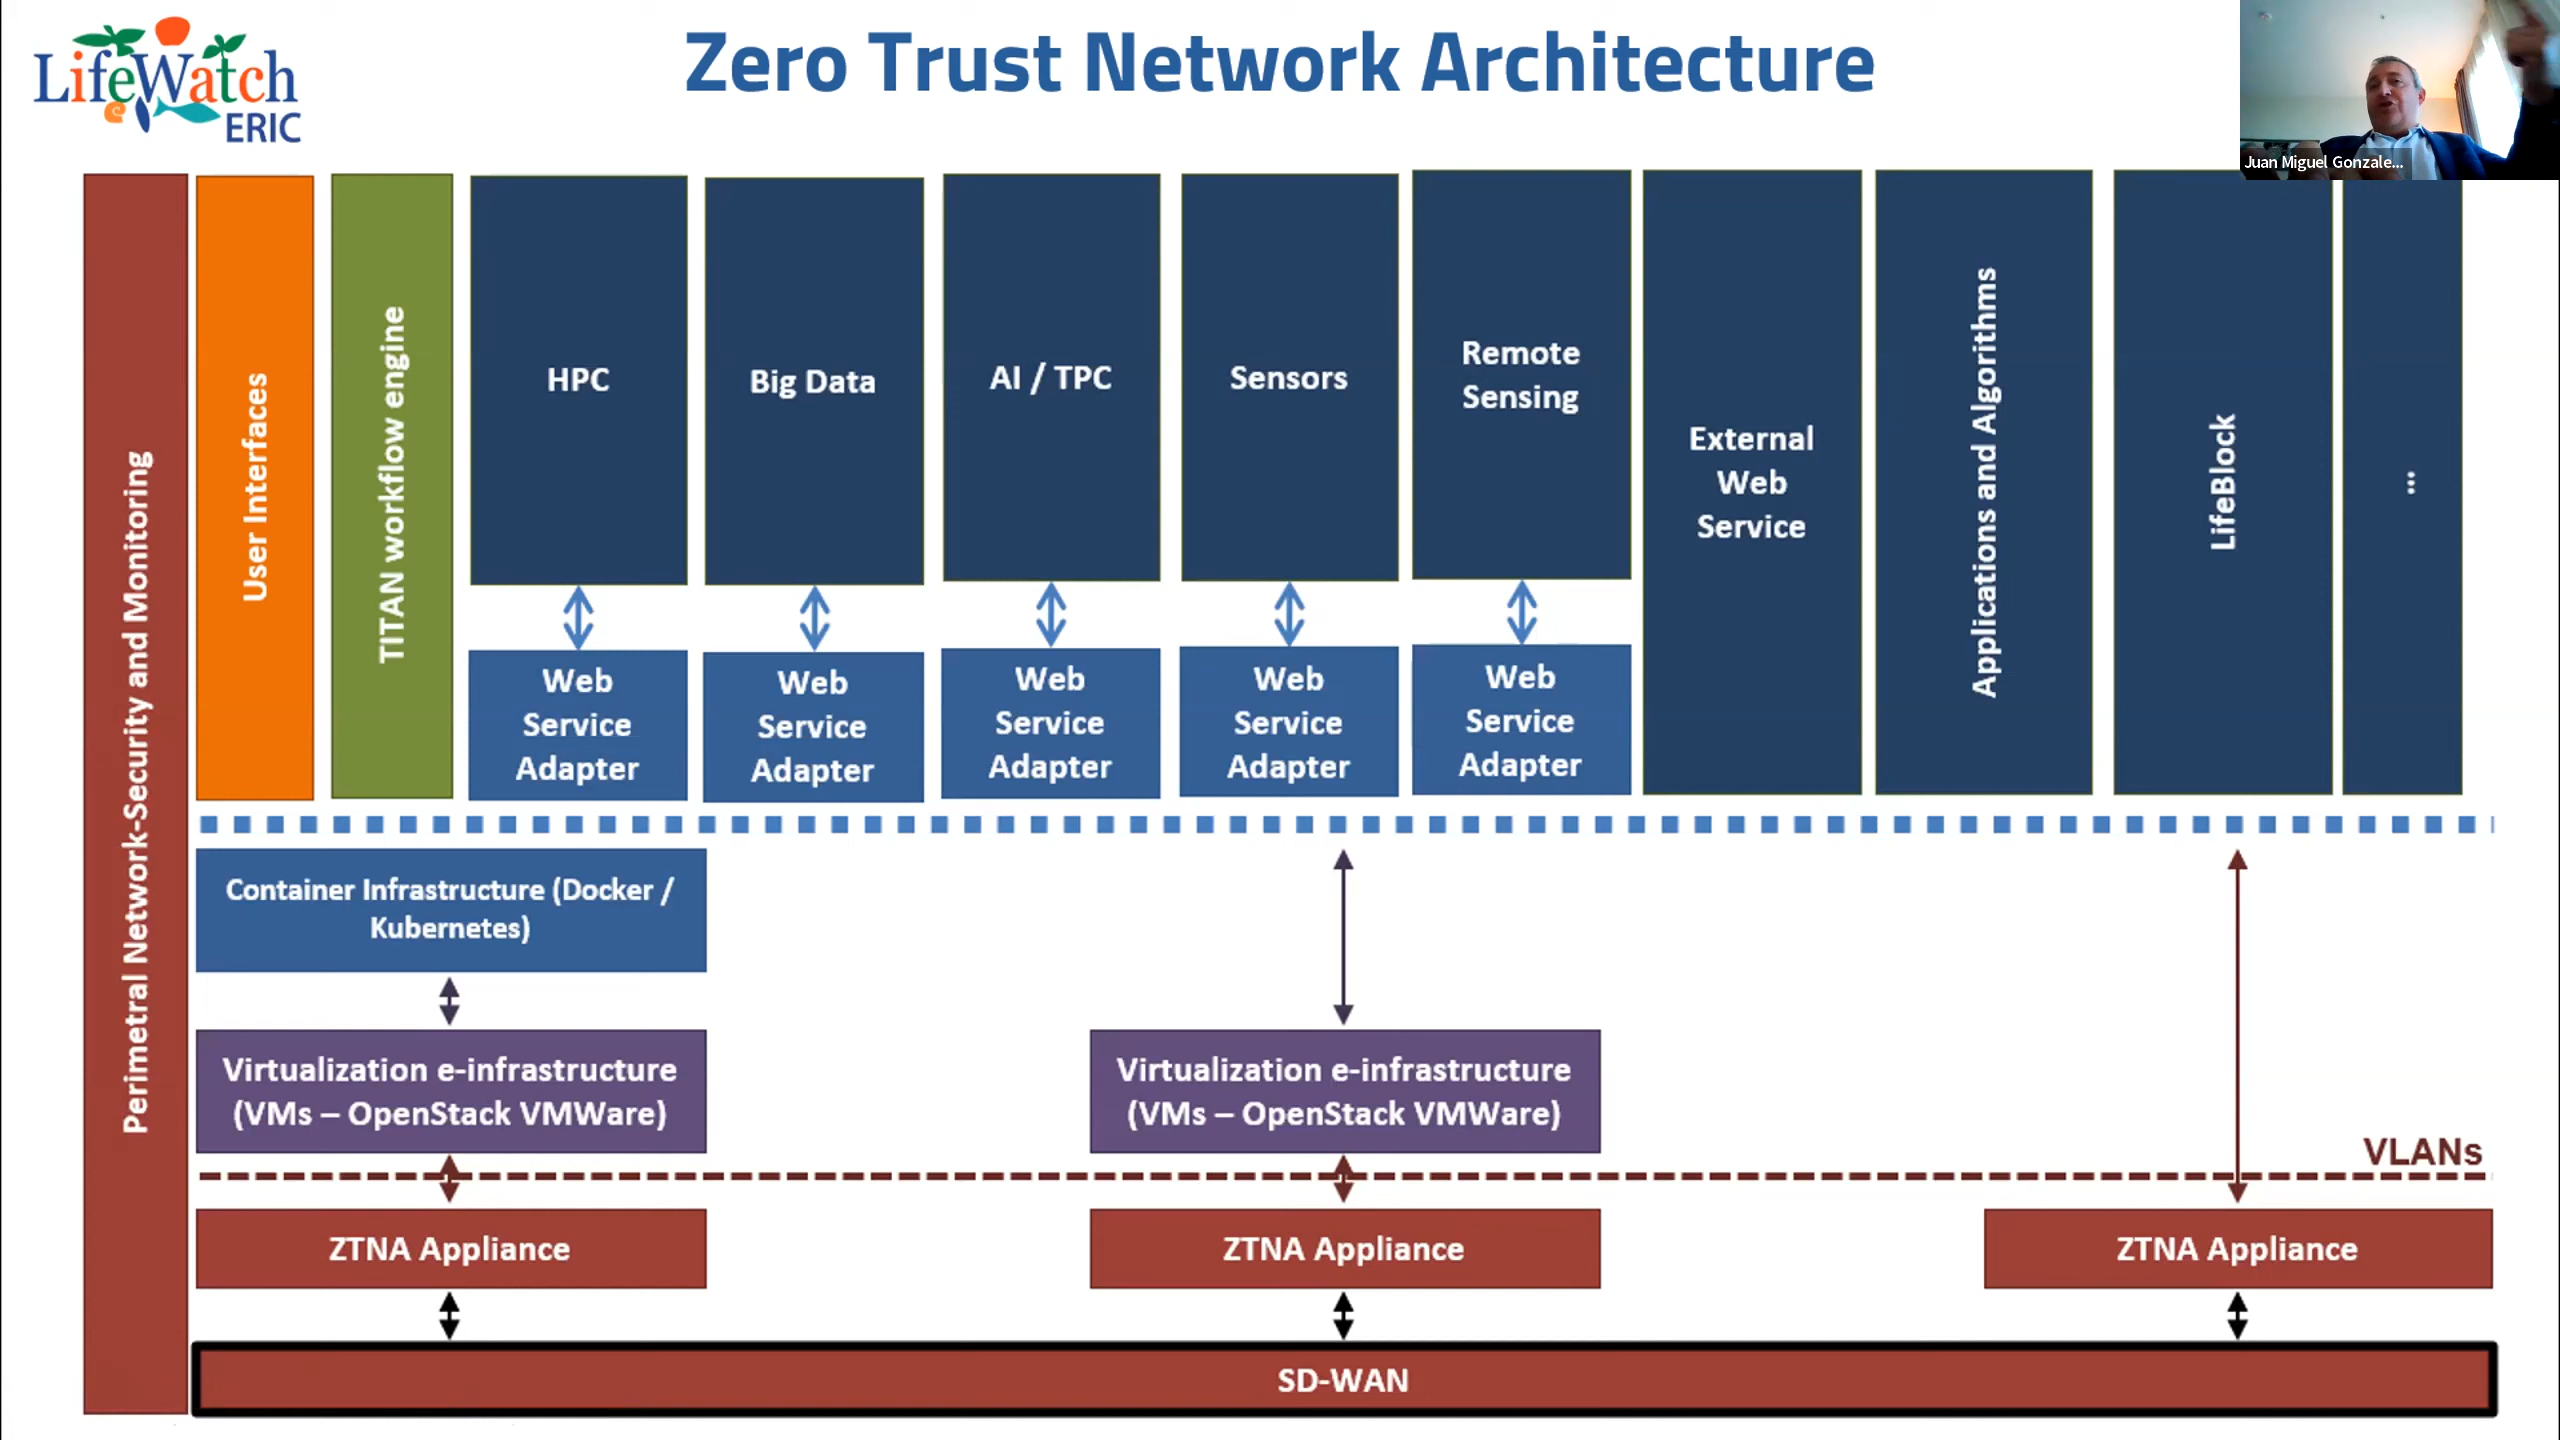 LifeWatch
ERIC
Zero Trust Network Architecture
Juan Miguel Gonzale...
Perimetral Network-Security and Monitoring
User Interfaces
TITAN workflow engine
HPC
Big Data
AI / TPC
Sensors
Remote
Sensing
External
Web
Service
Applications and Algorithms
LifeBlock
...
Web
Service
Adapter
Web
Service
Adapter
Web
Service
Adapter
Web
Service
Adapter
Web
Service
Adapter
Container Infrastructure (Docker /
Kubernetes)
Virtualization e-infrastructure
(VMs – OpenStack VMWare)
Virtualization e-infrastructure
(VMs – OpenStack VMWare)
VLANs
ZTNA Appliance
ZTNA Appliance
ZTNA Appliance
SD-WAN